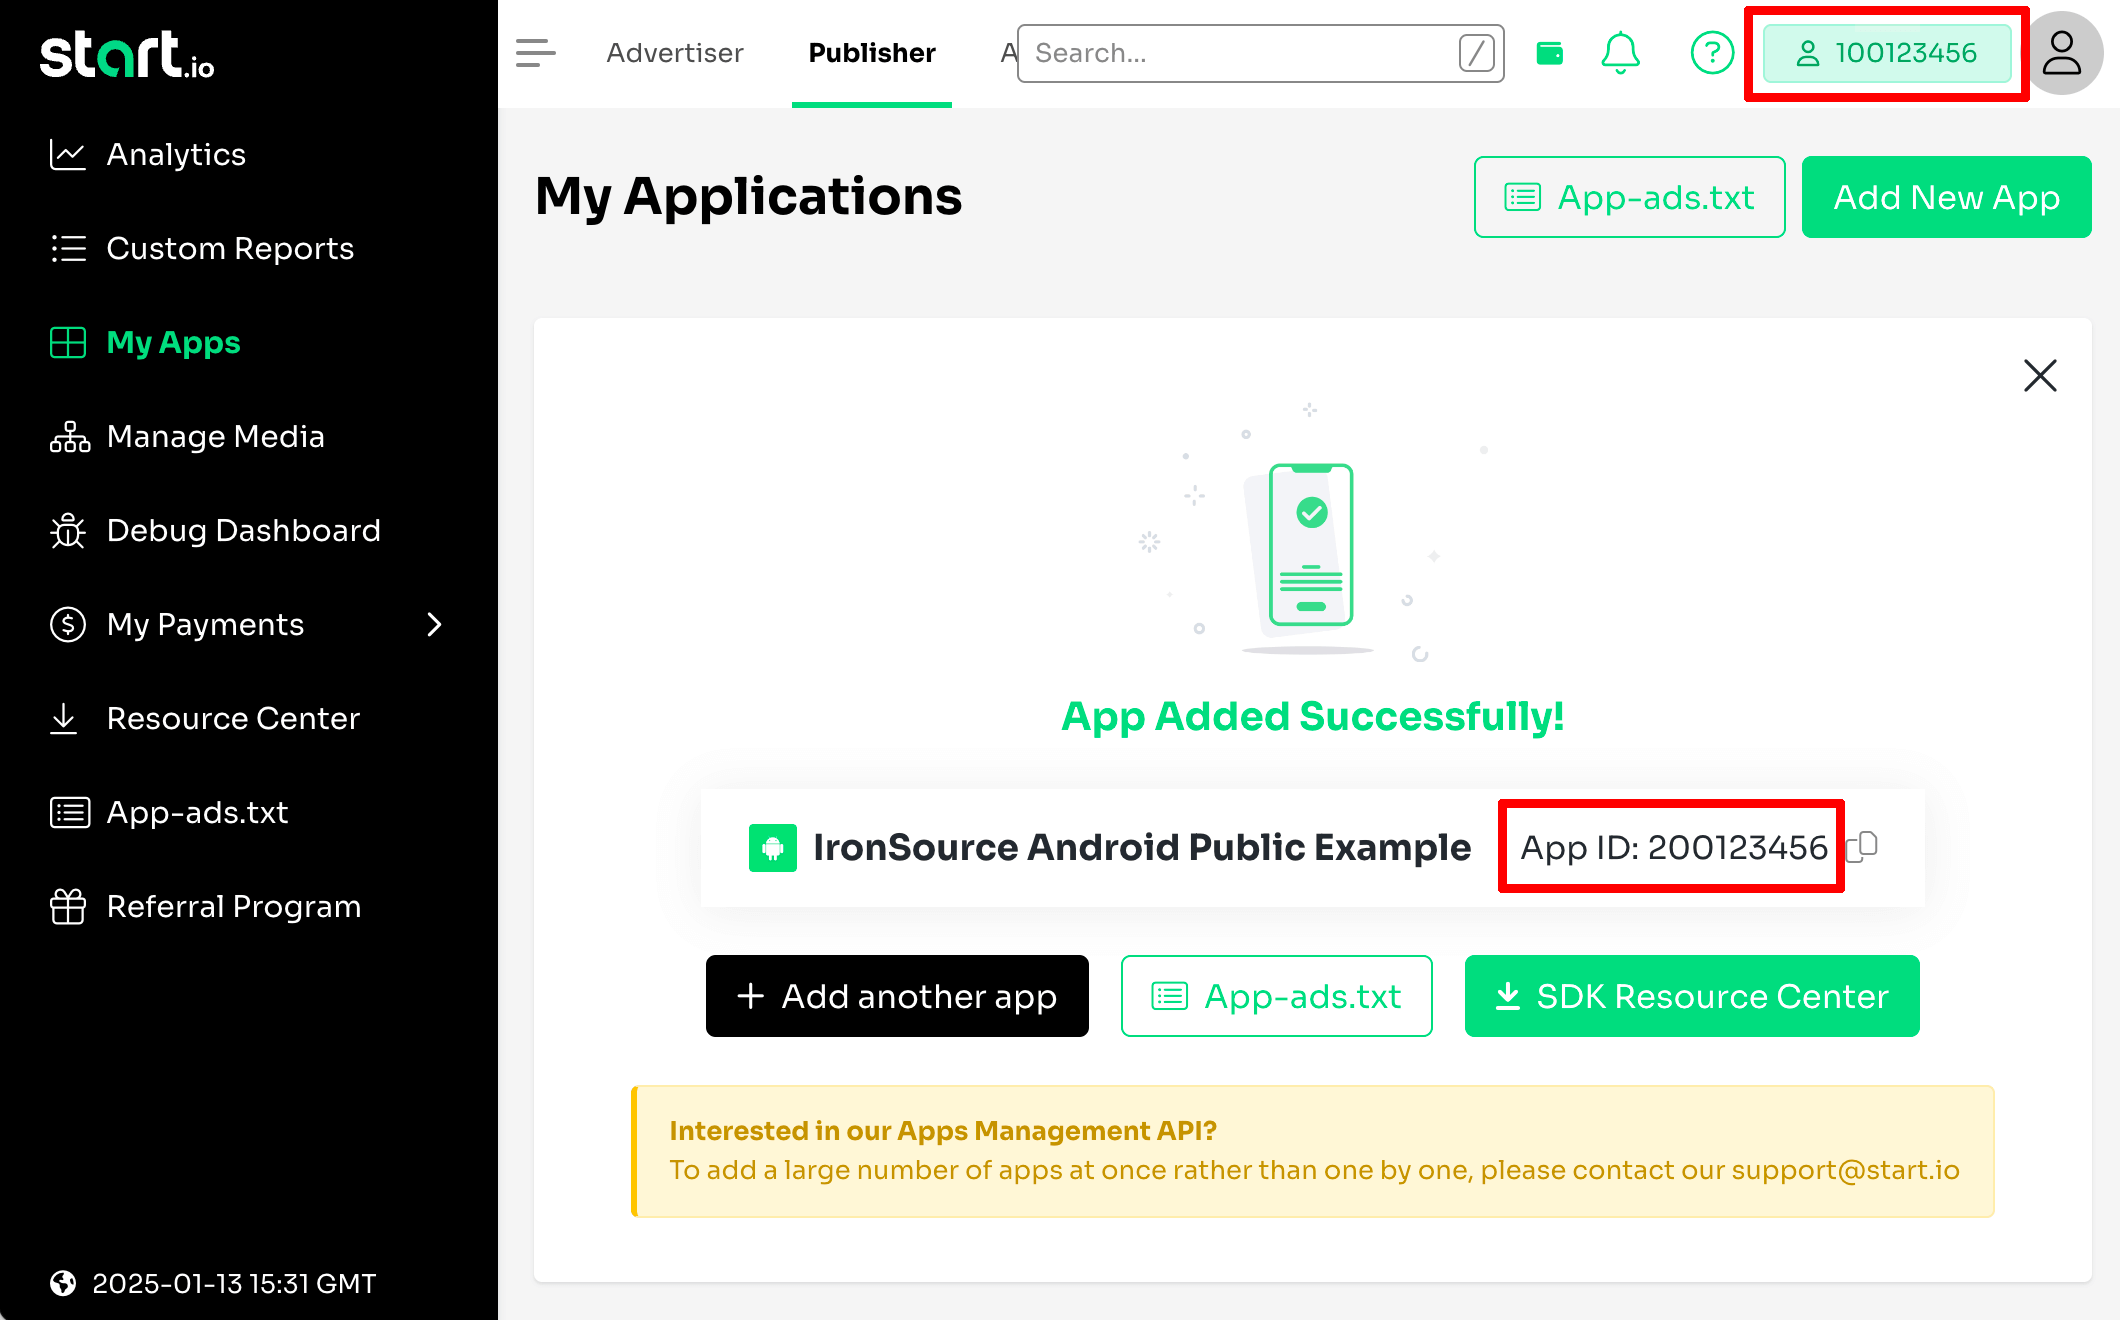 start.io
Analytics
Custom Reports
My Apps
Manage Media
Debug Dashboard
My Payments
Resource Center
App-ads.txt
Referral Program
2025-01-13 15:31 GMT
Advertiser
Publisher
A
Search...
/
?
100123456
My Applications
App-ads.txt
Add New App
App Added Successfully!
IronSource Android Public Example
App ID: 200123456
+ Add another app
App-ads.txt
SDK Resource Center
Interested in our Apps Management API?
To add a large number of apps at once rather than one by one, please contact our support@start.io